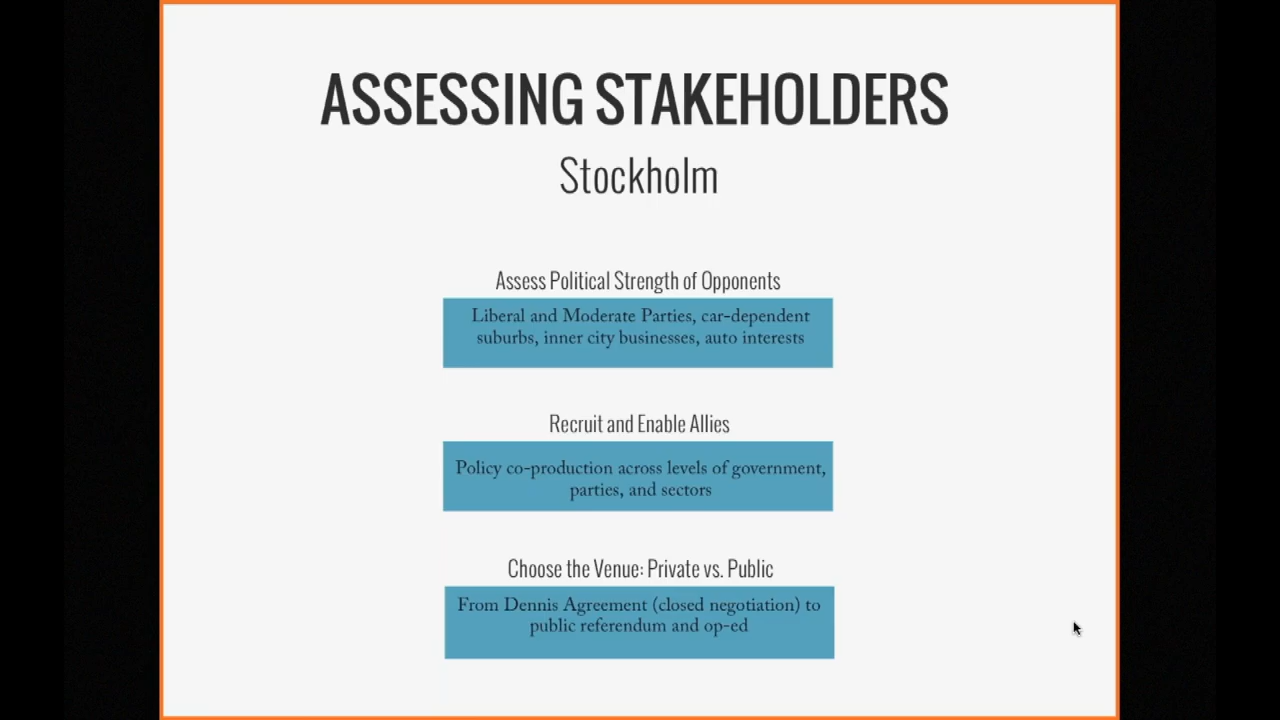 ASSESSING STAKEHOLDERS
Stockholm
Assess Political Strength of Opponents
Liberal and Moderate Parties, car-dependent
suburbs, inner city businesses, auto interests
Recruit and Enable Allies
Policy co-production across levels of government,
parties, and sectors
Choose the Venue: Private vs. Public
From Dennis Agreement (closed negotiation) to
public referendum and op-ed